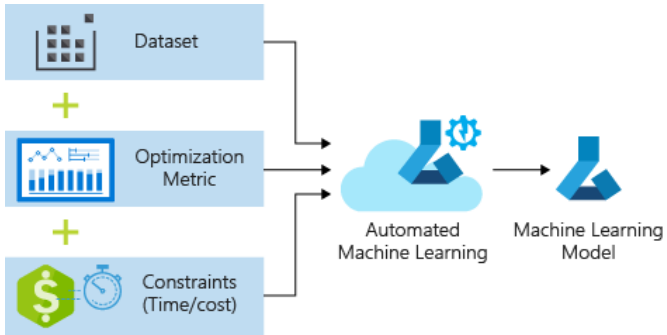 Dataset
+
Optimization
Metric
+
Constraints
(Time/cost)
$
Automated
Machine Learning
Machine Learning
Model